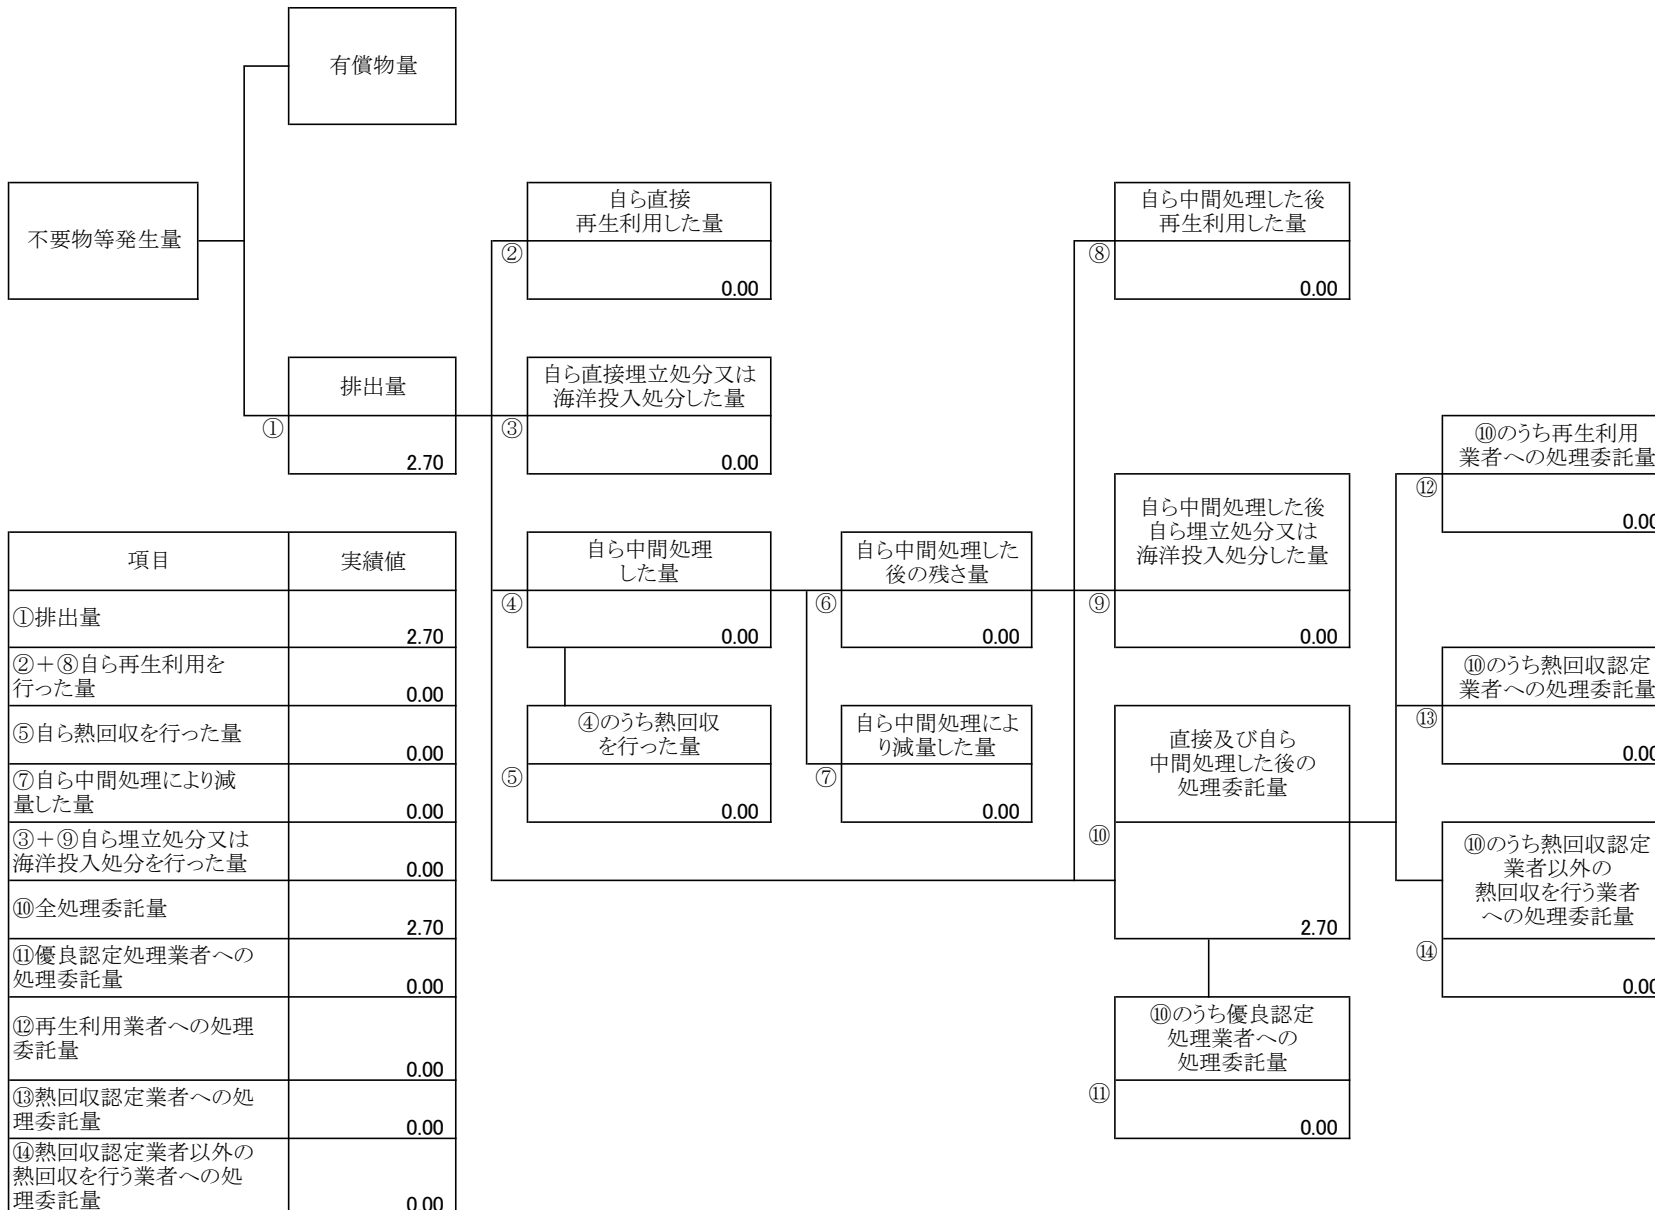 有償物量
不要物等発生量
自ら直接
再生利用した量
②
0.00
自ら中間処理した後
再生利用した量
⑧
0.00
排出量
①
2.70
自ら直接埋立処分又は
海洋投入処分した量
③
0.00
⑩のうち再生利用
業者への処理委託量
⑫
0.00
自ら中間処理した後
自ら埋立処分又は
海洋投入処分した量
⑨
0.00
自ら中間処理
した量
④
0.00
自ら中間処理した
後の残さ量
⑥
0.00
④のうち熱回収
を行った量
⑤
0.00
自ら中間処理によ
り減量した量
⑦
0.00
⑩のうち熱回収認定
業者への処理委託量
⑬
0.00
直接及び自ら
中間処理した後の
処理委託量
⑩
2.70
⑩のうち熱回収認定
業者以外の
熱回収を行う業者
への処理委託量
⑭
0.00
⑩のうち優良認定
処理業者への
処理委託量
⑪
0.00
項目 実績値
①排出量
2.70
②＋⑧自ら再生利用を
行った量
0.00
⑤自ら熱回収を行った量
0.00
⑦自ら中間処理により減
量した量
0.00
③＋⑨自ら埋立処分又は
海洋投入処分を行った量
0.00
⑩全処理委託量
2.70
⑪優良認定処理業者への
処理委託量
0.00
⑫再生利用業者への処理
委託量
0.00
⑬熱回収認定業者への処
理委託量
0.00
⑭熱回収認定業者以外の
熱回収を行う業者への処
理委託量
0.00